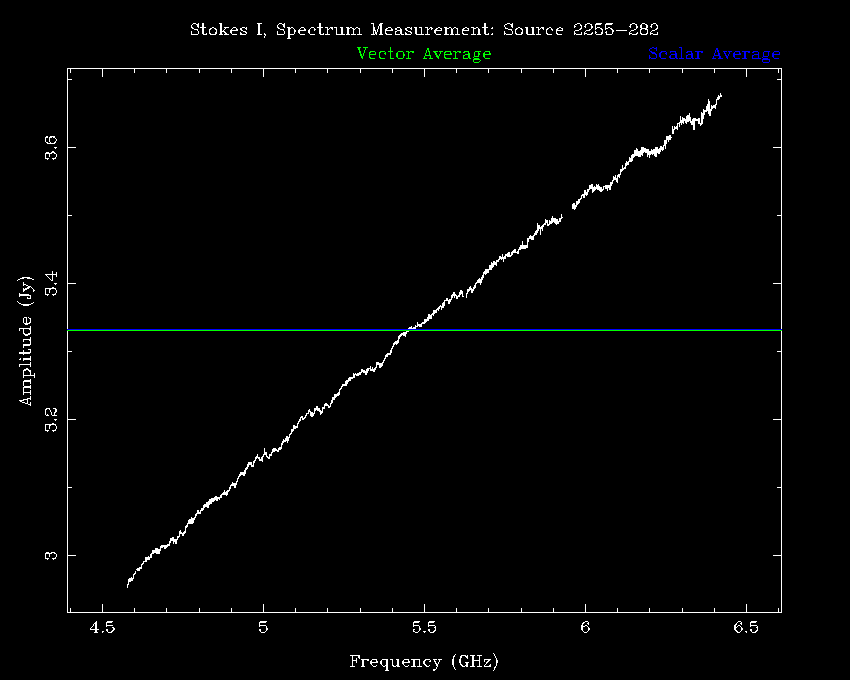 Stokes I, Spectrum Measurement: Source 2255−282
Vector Average
Scalar Average
Amplitude (Jy)
3.6
3.4
3.2
3
4.5
5
5.5
6
6.5
Frequency (GHz)